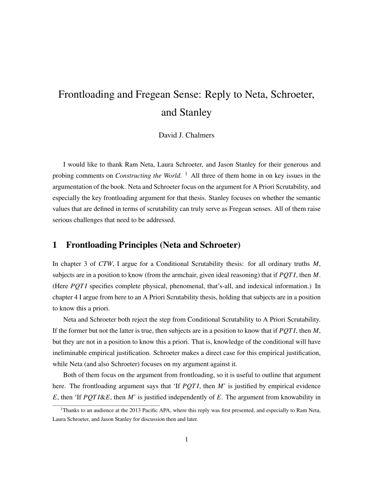 Frontloading and Fregean Sense: Reply to Neta, Schroeter,
and Stanley
David J. Chalmers
I would like to thank Ram Neta, Laura Schroeter, and Jason Stanley for their generous and
probing comments on Constructing the World. 1 All three of them home in on key issues in the
argumentation of the book. Neta and Schroeter focus on the argument for A Priori Scrutability, and
especially the key frontloading argument for that thesis. Stanley focuses on whether the semantic
values that are defined in terms of scrutability can truly serve as Fregean senses. All of them raise
serious challenges that need to be addressed.
1 Frontloading Principles (Neta and Schroeter)
In chapter 3 of CTW, I argue for a Conditional Scrutability thesis: for all ordinary truths M,
subjects are in a position to know (from the armchair, given ideal reasoning) that if PQTI, then M.
(Here PQTI specifies complete physical, phenomenal, that's-all, and indexical information.) In
chapter 4 I argue from here to an A Priori Scrutability thesis, holding that subjects are in a position
to know this a priori.
Neta and Schroeter both reject the step from Conditional Scrutability to A Priori Scrutability.
If the former but not the latter is true, then subjects are in a position to know that if PQTI, then M,
but they are not in a position to know this a priori. That is, knowledge of the conditional will have
ineliminable empirical justification. Schroeter makes a direct case for this empirical justification,
while Neta (and also Schroeter) focuses on my argument against it.
Both of them focus on the argument from frontloading, so it is useful to outline that argument
here. The frontloading argument says that 'If PQTI, then M' is justified by empirical evidence
E, then 'If PQTI&E, then M' is justified independently of E. The argument from knowability in
1Thanks to an audience at the 2013 Pacific APA, where this reply was first presented, and especially to Ram Neta,
Laura Schroeter, and Jason Stanley for discussion then and later.
1